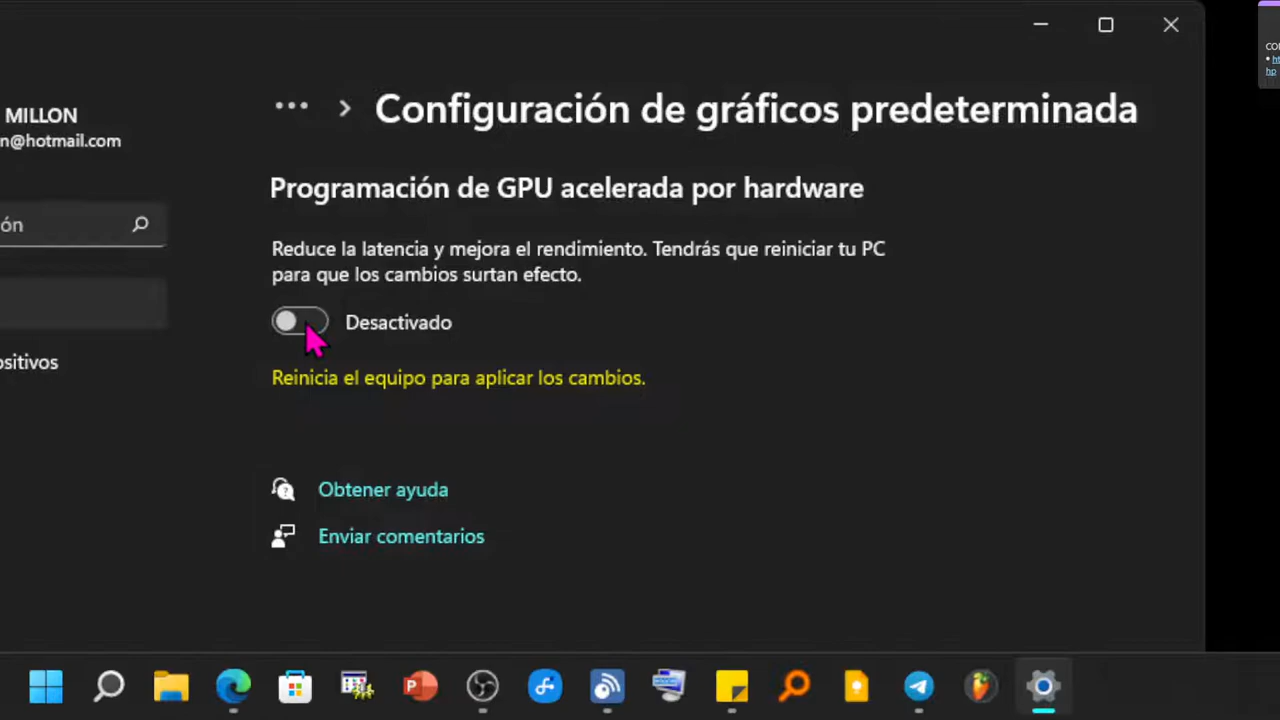 MILLON
n@hotmail.com
ón
ositivos
Configuración de gráficos predeterminada
Programación de GPU acelerada por hardware
Reduce la latencia y mejora el rendimiento. Tendrás que reiniciar tu PC
para que los cambios surtan efecto.
Desactivado
Reinicia el equipo para aplicar los cambios.
Obtener ayuda
Enviar comentarios